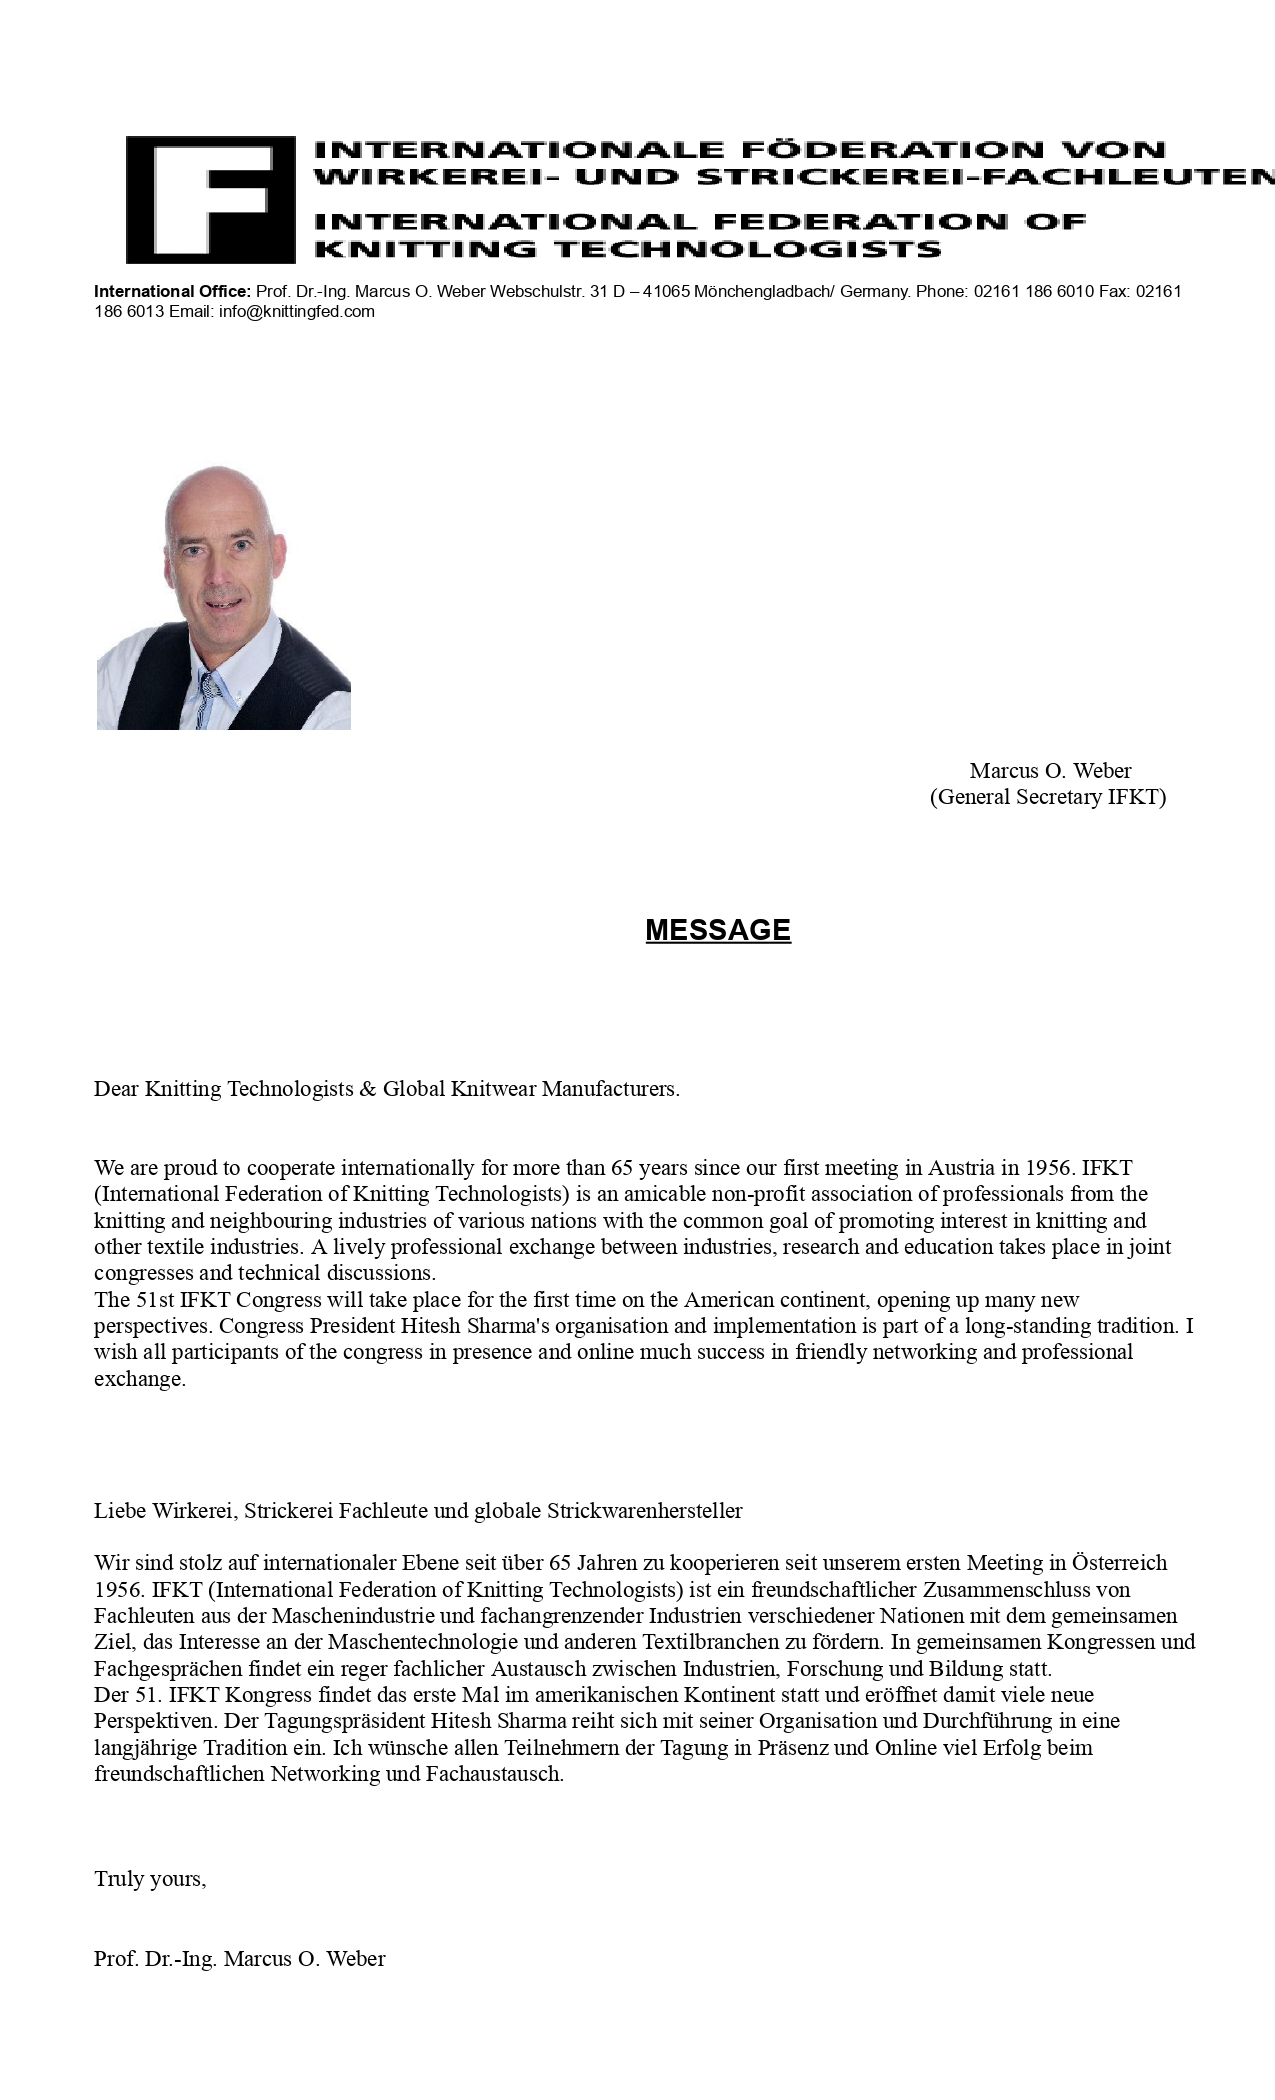 INTERNATIONALE FÖDERATION VON
WIRKEREI- UND STRICKEREI-FACHLEUTEN
INTERNATIONAL FEDERATION OF
KNITTING TECHNOLOGISTS
International Office: Prof. Dr.-Ing. Marcus O. Weber Webschulstr. 31 D – 41065 Mönchengladbach/ Germany. Phone: 02161 186 6010 Fax: 02161
186 6013 Email: info@knittingfed.com
Marcus O. Weber
(General Secretary IFKT)
MESSAGE
Dear Knitting Technologists & Global Knitwear Manufacturers.
We are proud to cooperate internationally for more than 65 years since our first meeting in Austria in 1956. IFKT
(International Federation of Knitting Technologists) is an amicable non-profit association of professionals from the
knitting and neighbouring industries of various nations with the common goal of promoting interest in knitting and
other textile industries. A lively professional exchange between industries, research and education takes place in joint
congresses and technical discussions.
The 51st IFKT Congress will take place for the first time on the American continent, opening up many new
perspectives. Congress President Hitesh Sharma's organisation and implementation is part of a long-standing tradition. I
wish all participants of the congress in presence and online much success in friendly networking and professional
exchange.
Liebe Wirkerei, Strickerei Fachleute und globale Strickwarenhersteller
Wir sind stolz auf internationaler Ebene seit über 65 Jahren zu kooperieren seit unserem ersten Meeting in Österreich
1956. IFKT (International Federation of Knitting Technologists) ist ein freundschaftlicher Zusammenschluss von
Fachleuten aus der Maschenindustrie und fachangrenzender Industrien verschiedener Nationen mit dem gemeinsamen
Ziel, das Interesse an der Maschentechnologie und anderen Textilbranchen zu fördern. In gemeinsamen Kongressen und
Fachgesprächen findet ein reger fachlicher Austausch zwischen Industrien, Forschung und Bildung statt.
Der 51. IFKT Kongress findet das erste Mal im amerikanischen Kontinent statt und eröffnet damit viele neue
Perspektiven. Der Tagungspräsident Hitesh Sharma reiht sich mit seiner Organisation und Durchführung in eine
langjährige Tradition ein. Ich wünsche allen Teilnehmern der Tagung in Präsenz und Online viel Erfolg beim
freundschaftlichen Networking und Fachaustausch.
Truly yours,
Prof. Dr.-Ing. Marcus O. Weber